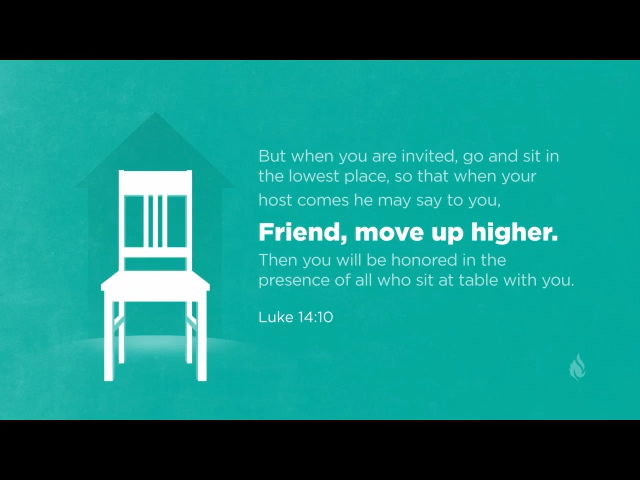 But when you are invited, go and sit in
the lowest place, so that when your
host comes he may say to you,
Friend, move up higher.
Then you will be honored in the
presence of all who sit at table with you.
Luke 14:10